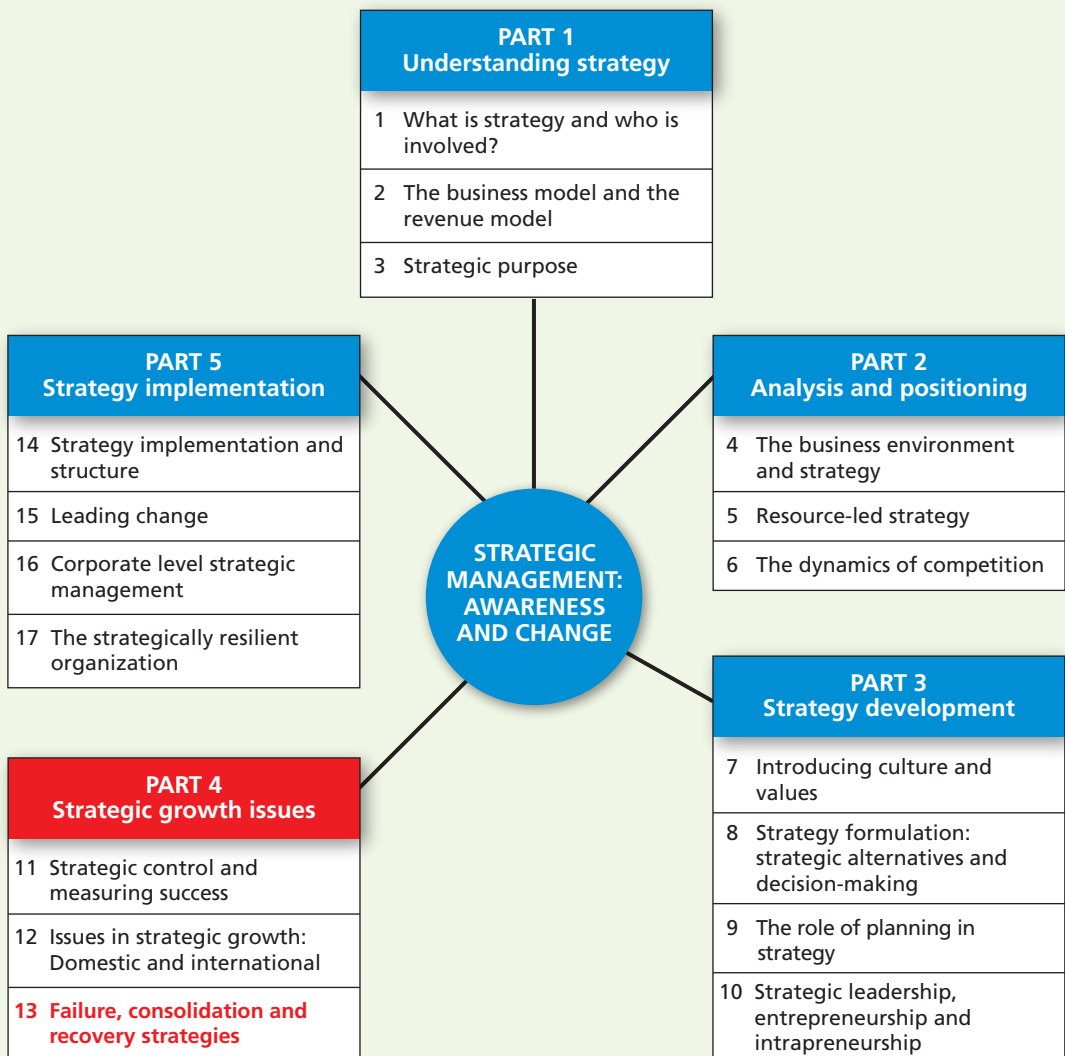 PART 1
Understanding strategy
1 What is strategy and who is
involved?
2 The business model and the
revenue model
3 Strategic purpose
PART 5
Strategy implementation
14 Strategy implementation and
structure
15 Leading change
16 Corporate level strategic
management
17 The strategically resilient
organization
PART 2
Analysis and positioning
4 The business environment
and strategy
5 Resource-led strategy
6 The dynamics of competition
STRATEGIC
MANAGEMENT:
AWARENESS
AND CHANGE
PART 4
Strategic growth issues
11 Strategic control and
measuring success
12 Issues in strategic growth:
Domestic and international
13 Failure, consolidation and
recovery strategies
PART 3
Strategy development
7 Introducing culture and
values
8 Strategy formulation:
strategic alternatives and
decision-making
9 The role of planning in
strategy
10 Strategic leadership,
entrepreneurship and
intrapreneurship